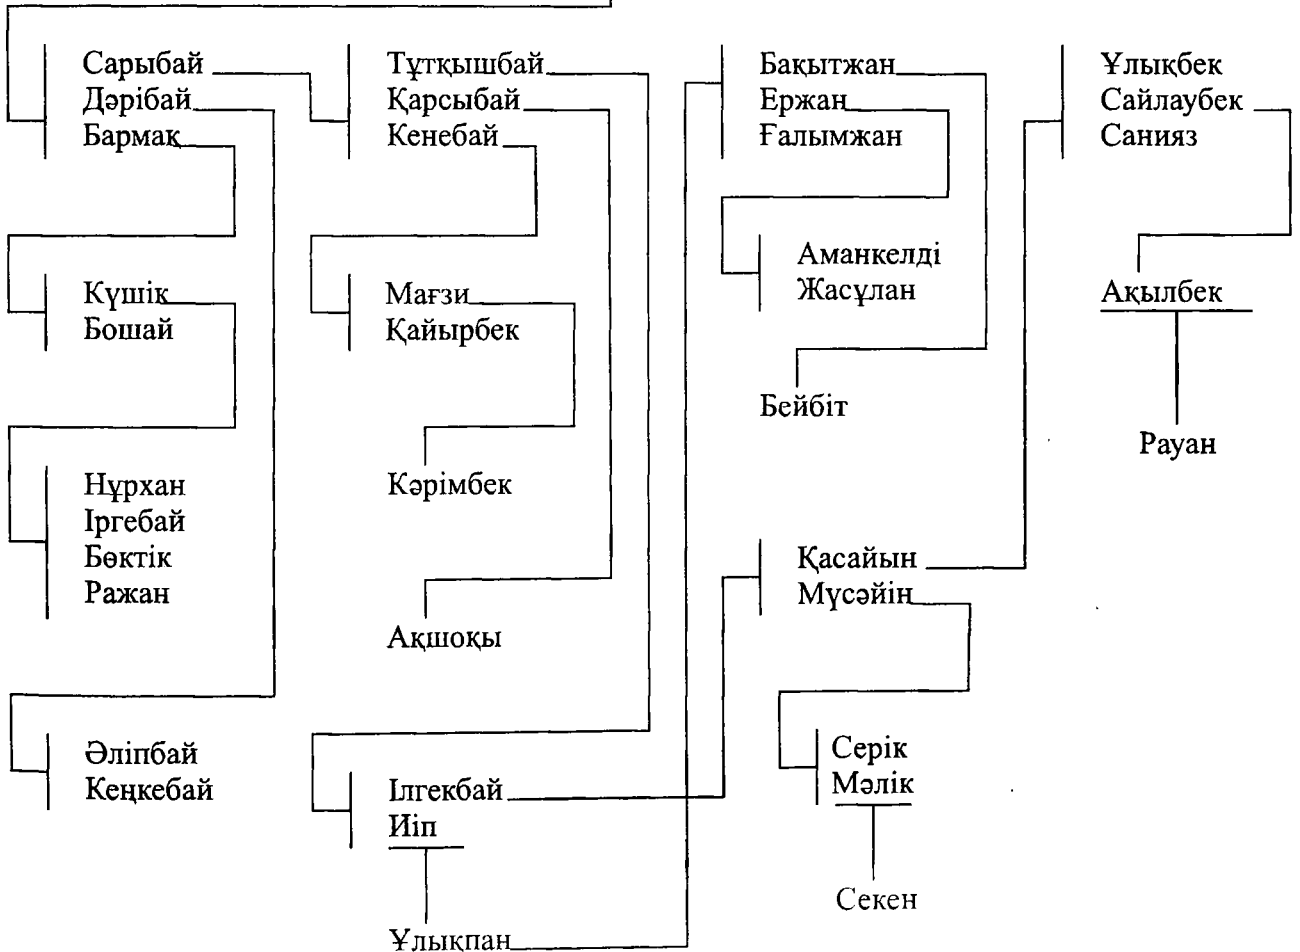 Сарыбай
Дәрібай
Бармақ
Күшік
Бошай
Нұрхан
Іргебай
Бөктік
Ражан
Әліпбай
Кеңкебай
Тұтқышбай
Қарсыбай
Кенебай
Мағзи
Қайырбек
Кәрімбек
Ақшоқы
Ілгекбай
Иіп
Ұлықпан
Бақытжан
Ержан
Ғалымжан
Аманкелді
Жасұлан
Бейбіт
Қасайын
Мүсәйін
Серік
Мәлік
Секен
Ұлықбек
Сайлаубек
Санияз
Ақылбек
Рауан